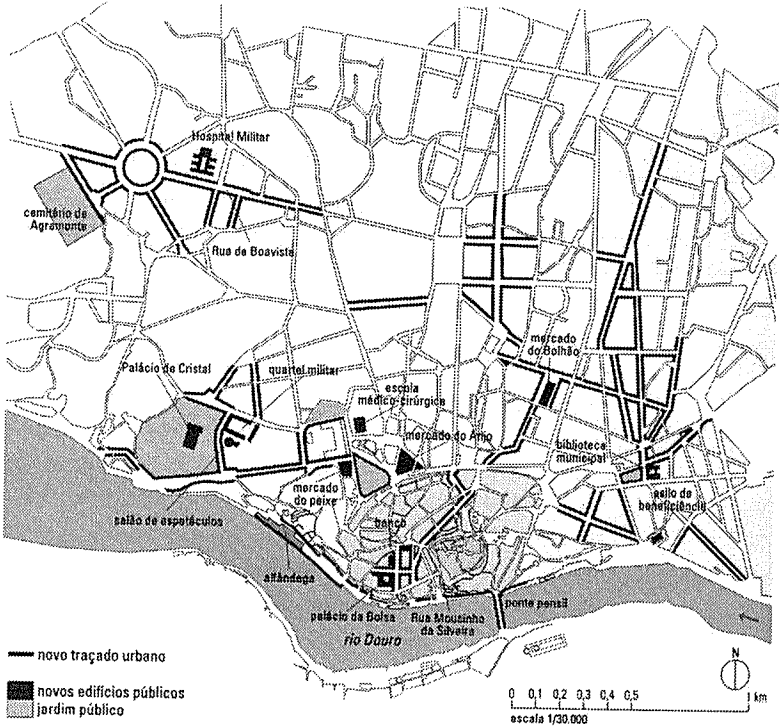 Hospital Militar
cemitério de
Agramonte
Rua da Boavista
mercado
do Bolhão
Palácio de Cristal
quartel militar
escola
médico-cirúrgica
mercado do Anjo
biblioteca
municipal
mercado
do peixe
asilo de
beneficiência
salão de espetáculos
banco
alfândega
palácio da Bolsa
Rua Mousinho
da Silveira
ponte pensil
rio Douro
novo traçado urbano
novos edifícios públicos
jardim público
N
0 0,1 0,2 0,3 0,4 0,5 1 km
escala 1/30.000